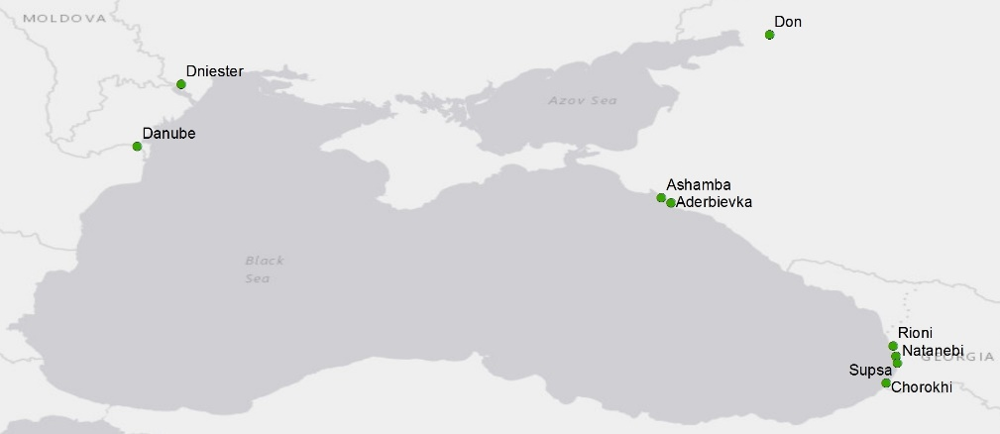 MOLDOVA
Don
Dniester
Azov Sea
Danube
Ashamba
Aderbievka
Black
Sea
Rioni
Natanebi
GEORGIA
Supsa
Chorokhi